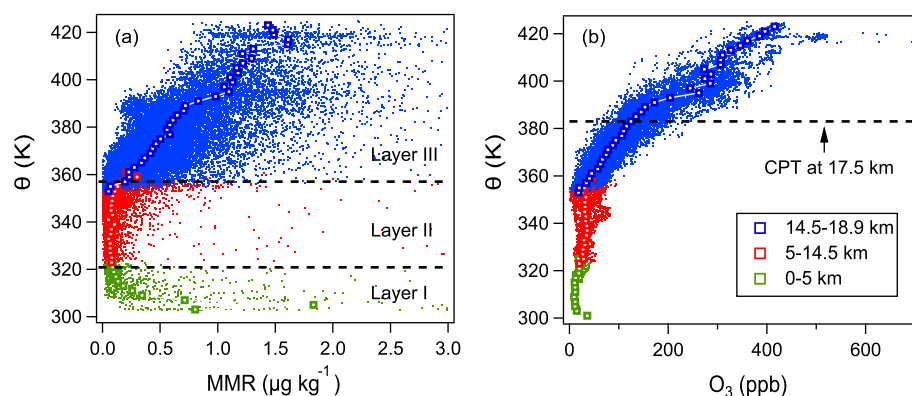 (a)
θ (K)
400
380
360
340
320
300
Layer III
Layer II
Layer I
0.0 0.5 1.0 1.5 2.0 2.5 3.0
MMR (µg kg⁻¹)
(b)
θ (K)
420
400
380
360
340
320
300
CPT at 17.5 km
14.5-18.9 km
5-14.5 km
0-5 km
0 200 400 600
O₃ (ppb)